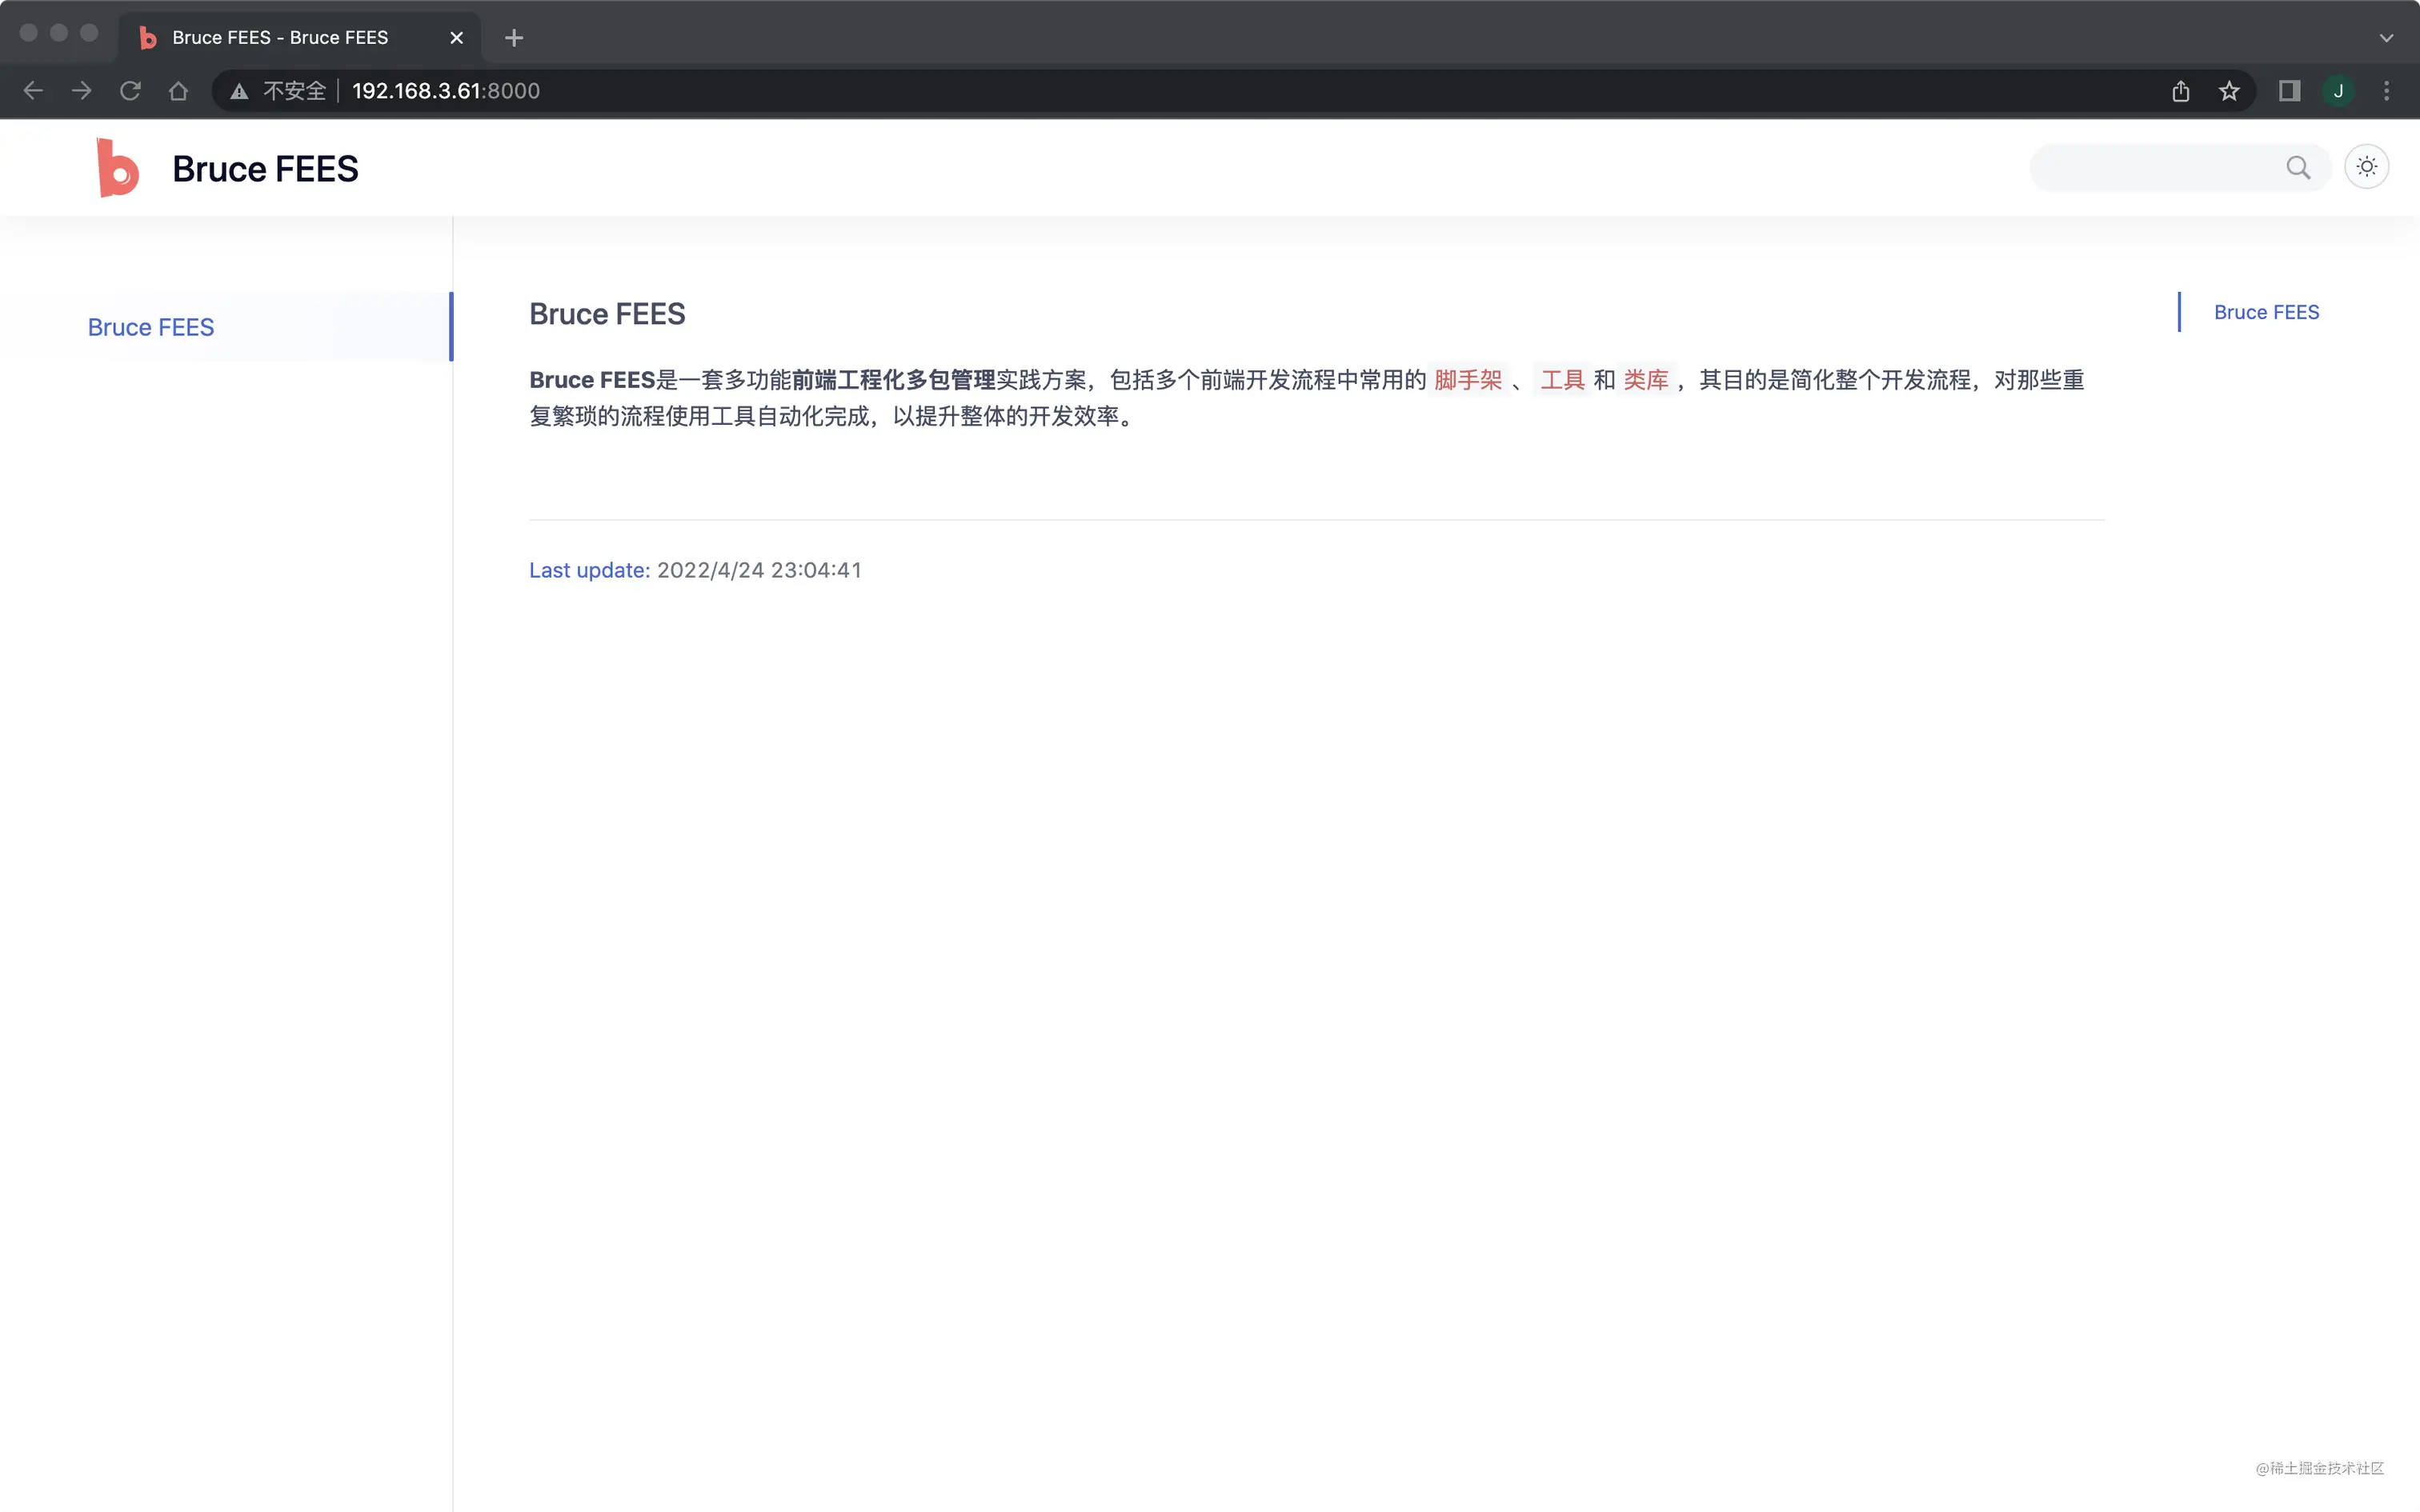 Bruce FEES - Bruce FEES
不安全 192.168.3.61:8000
J
Bruce FEES
Bruce FEES
Bruce FEES
Bruce FEES是一套多功能前端工程化多包管理实践方案，包括多个前端开发流程中常用的 脚手架 、 工具 和 类库 ，其目的是简化整个开发流程，对那些重
复繁琐的流程使用工具自动化完成，以提升整体的开发效率。
Last update: 2022/4/24 23:04:41
Bruce FEES
@稀土掘金技术社区